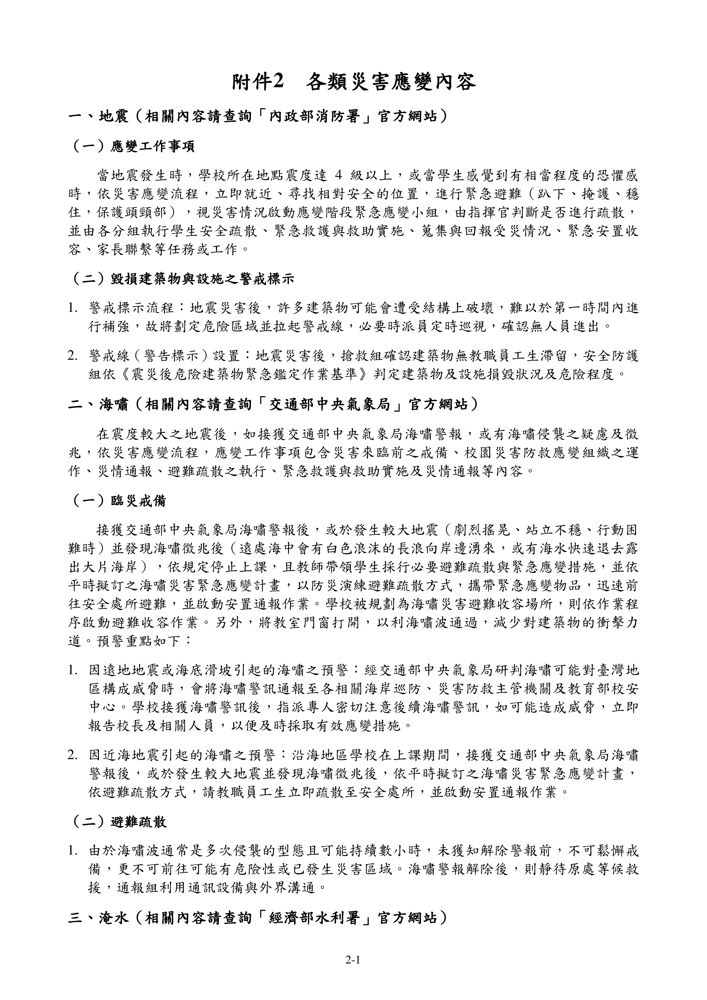 附件2　各類災害應變內容
一、地震（相關內容請查詢「內政部消防署」官方網站）
（一）應變工作事項
當地震發生時，學校所在地點震度達 4 級以上，或當學生感覺到有相當程度的恐懼感
時，依災害應變流程，立即就近、尋找相對安全的位置，進行緊急避難（趴下、掩護、穩
住，保護頭頸部），視災害情況啟動應變階段緊急應變小組，由指揮官判斷是否進行疏散，
並由各分組執行學生安全疏散、緊急救護與救助實施、蒐集與回報受災情況、緊急安置收
容、家長聯繫等任務或工作。
（二）毀損建築物與設施之警戒標示
1. 警戒標示流程：地震災害後，許多建築物可能會遭受結構上破壞，難以於第一時間內進
行補強，故將劃定危險區域並拉起警戒線，必要時派員定時巡視，確認無人員進出。
2. 警戒線（警告標示）設置：地震災害後，搶救組確認建築物無教職員工生滯留，安全防護
組依《震災後危險建築物緊急鑑定作業基準》判定建築物及設施損毀狀況及危險程度。
二、海嘯（相關內容請查詢「交通部中央氣象局」官方網站）
在震度較大之地震後，如接獲交通部中央氣象局海嘯警報，或有海嘯侵襲之疑慮及徵
兆，依災害應變流程，應變工作事項包含災害來臨前之戒備、校園災害防救應變組織之運
作、災情通報、避難疏散之執行、緊急救護與救助實施及災情通報等內容。
（一）臨災戒備
接獲交通部中央氣象局海嘯警報後，或於發生較大地震（劇烈搖晃、站立不穩、行動困
難時）並發現海嘯徵兆後（遠處海中會有白色浪沫的長浪向岸邊湧來，或有海水快速退去露
出大片海岸），依規定停止上課，且教師帶領學生採行必要避難疏散與緊急應變措施，並依
平時擬訂之海嘯災害緊急應變計畫，以防災演練避難疏散方式，攜帶緊急應變物品，迅速前
往安全處所避難，並啟動安置通報作業。學校被規劃為海嘯災害避難收容場所，則依作業程
序啟動避難收容作業。另外，將教室門窗打開，以利海嘯波通過，減少對建築物的衝擊力
道。預警重點如下：
1. 因遠地地震或海底滑坡引起的海嘯之預警：經交通部中央氣象局研判海嘯可能對臺灣地
區構成威脅時，會將海嘯警訊通報至各相關海岸巡防、災害防救主管機關及教育部校安
中心。學校接獲海嘯警訊後，指派專人密切注意後續海嘯警訊，如可能造成威脅，立即
報告校長及相關人員，以便及時採取有效應變措施。
2. 因近海地震引起的海嘯之預警：沿海地區學校在上課期間，接獲交通部中央氣象局海嘯
警報後，或於發生較大地震並發現海嘯徵兆後，依平時擬訂之海嘯災害緊急應變計畫，
依避難疏散方式，請教職員工生立即疏散至安全處所，並啟動安置通報作業。
（二）避難疏散
1. 由於海嘯波通常是多次侵襲的型態且可能持續數小時，未獲知解除警報前，不可鬆懈戒
備，更不可前往可能有危險性或已發生災害區域。海嘯警報解除後，則靜待原處等候救
援，通報組利用通訊設備與外界溝通。
三、淹水（相關內容請查詢「經濟部水利署」官方網站）
2-1